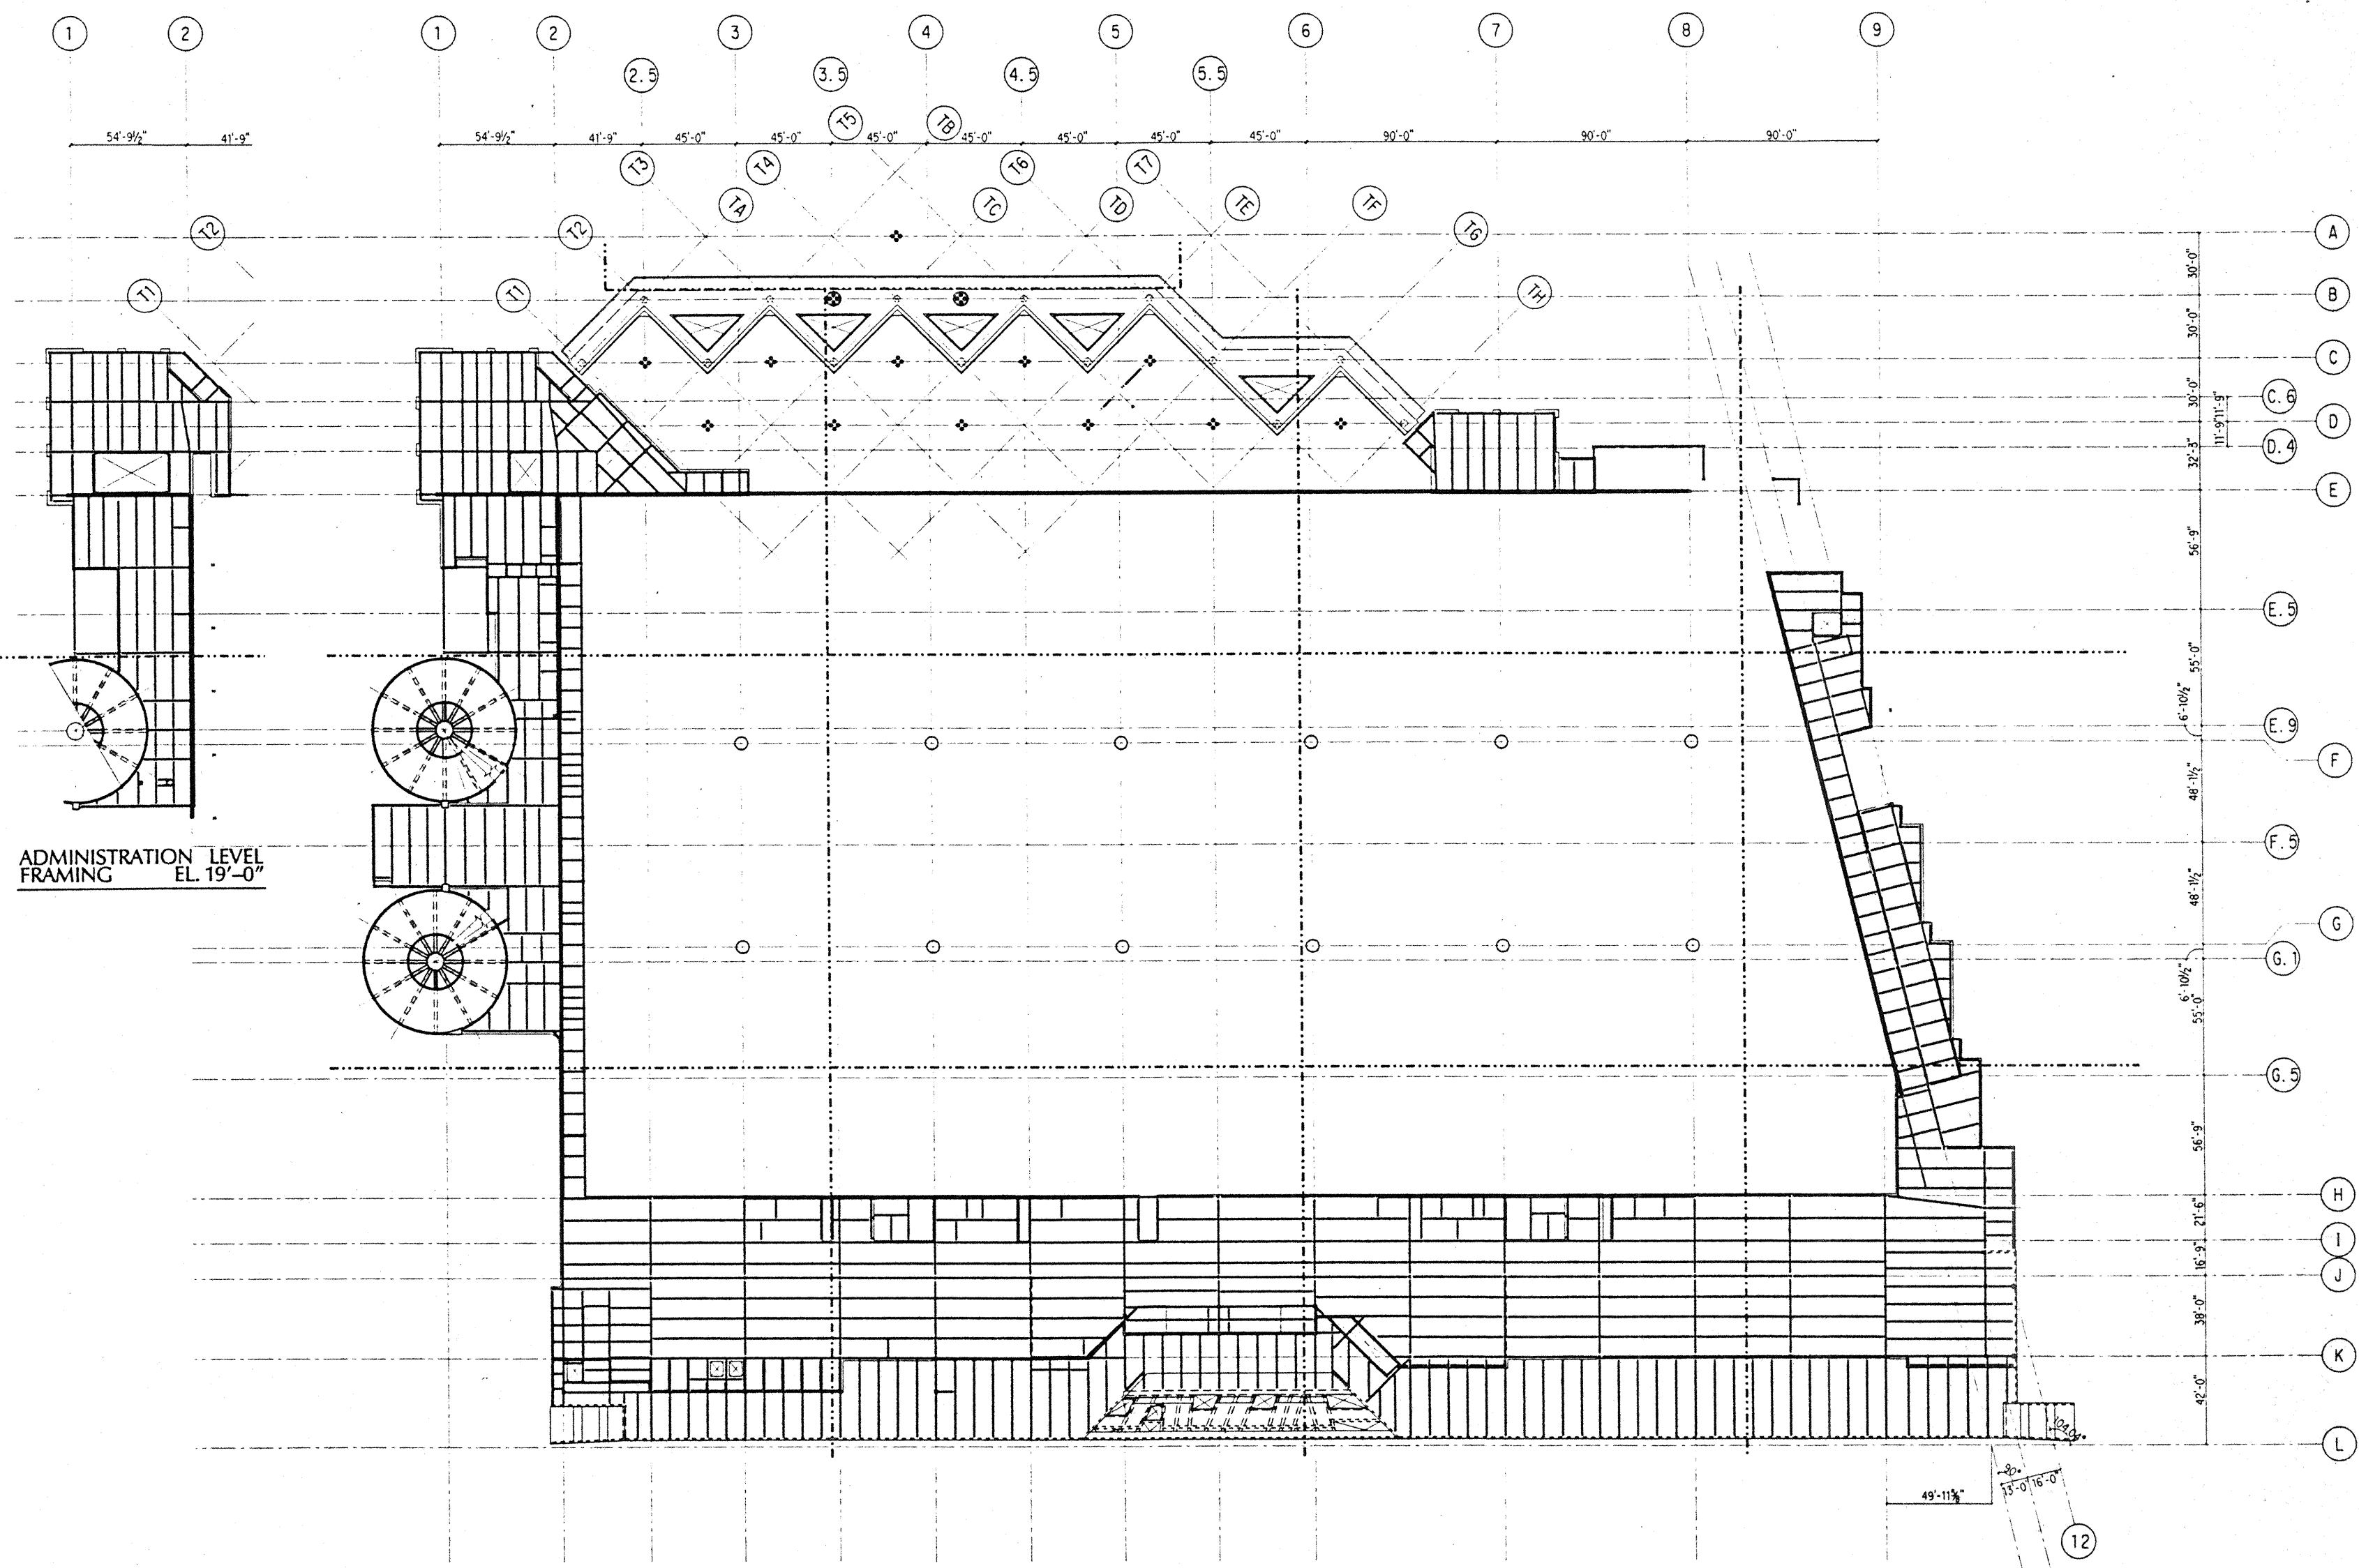 1 2 1 2 3 4 5 6 7 8 9
2.5 3.5 4.5 5.5
54'-9½" 41'-9" 54'-9½" 41'-9" 45'-0" 45'-0" 45'-0" 45'-0" 45'-0" 45'-0" 45'-0" 90'-0" 90'-0" 90'-0"
T5 TB
T3 T4 T6 T7
TA TC TD TE TF
T2 T2 TG
T1 T1 TH
A
30'-0"
B
30'-0"
C
30'-0"
C.6
11'-9" 11'-9"
D
D.4
32'-3"
E
56'-9"
E.5
55'-0"
6'-10½"
E.9
F
48'-1½"
F.5
48'-1½"
G
G.1
6'-10½"
55'-0"
G.5
56'-9"
H
21'-6"
I
16'-9"
J
38'-0"
K
42'-0"
L
ADMINISTRATION LEVEL
FRAMING EL. 19'-0"
90°
13'-0" 16'-0"
12